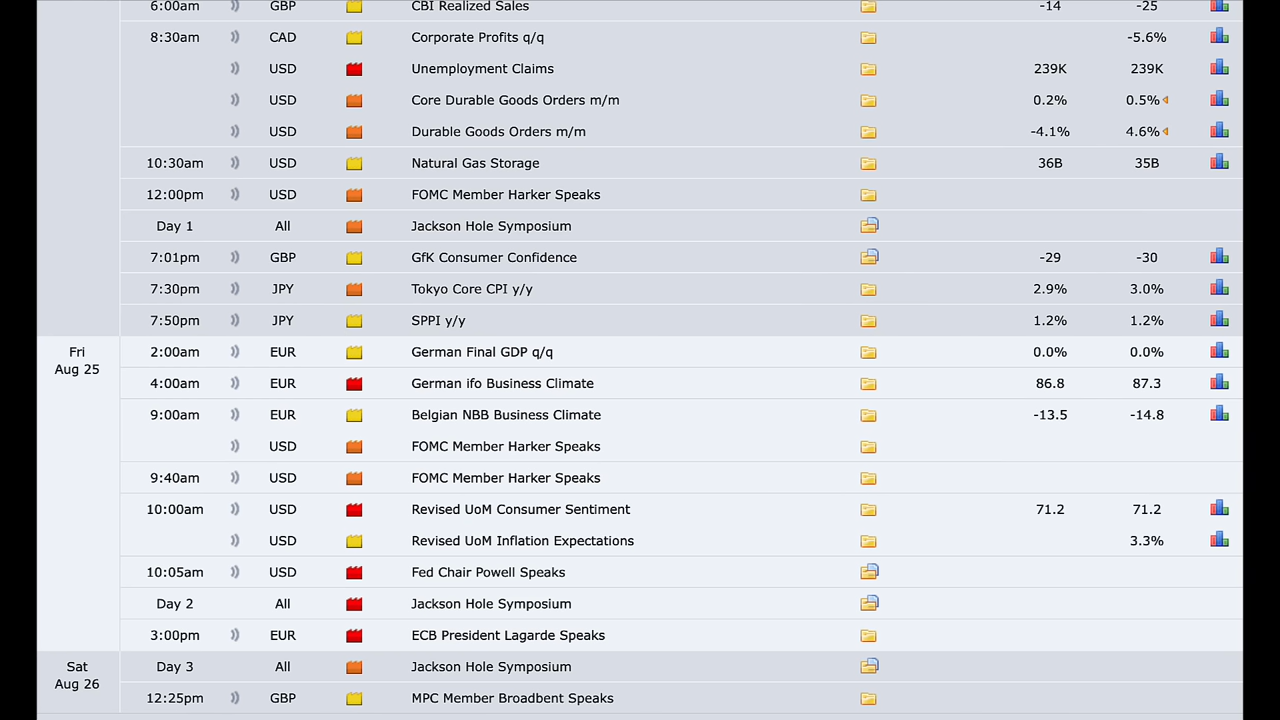 6:00am GBP CBI Realized Sales -14 -25
8:30am CAD Corporate Profits q/q -5.6%
USD Unemployment Claims 239K 239K
USD Core Durable Goods Orders m/m 0.2% 0.5%
USD Durable Goods Orders m/m -4.1% 4.6%
10:30am USD Natural Gas Storage 36B 35B
12:00pm USD FOMC Member Harker Speaks
Day 1 All Jackson Hole Symposium
7:01pm GBP GfK Consumer Confidence -29 -30
7:30pm JPY Tokyo Core CPI y/y 2.9% 3.0%
7:50pm JPY SPPI y/y 1.2% 1.2%
Fri 2:00am EUR German Final GDP q/q 0.0% 0.0%
Aug 25
4:00am EUR German ifo Business Climate 86.8 87.3
9:00am EUR Belgian NBB Business Climate -13.5 -14.8
USD FOMC Member Harker Speaks
9:40am USD FOMC Member Harker Speaks
10:00am USD Revised UoM Consumer Sentiment 71.2 71.2
USD Revised UoM Inflation Expectations 3.3%
10:05am USD Fed Chair Powell Speaks
Day 2 All Jackson Hole Symposium
3:00pm EUR ECB President Lagarde Speaks
Sat Day 3 All Jackson Hole Symposium
Aug 26
12:25pm GBP MPC Member Broadbent Speaks